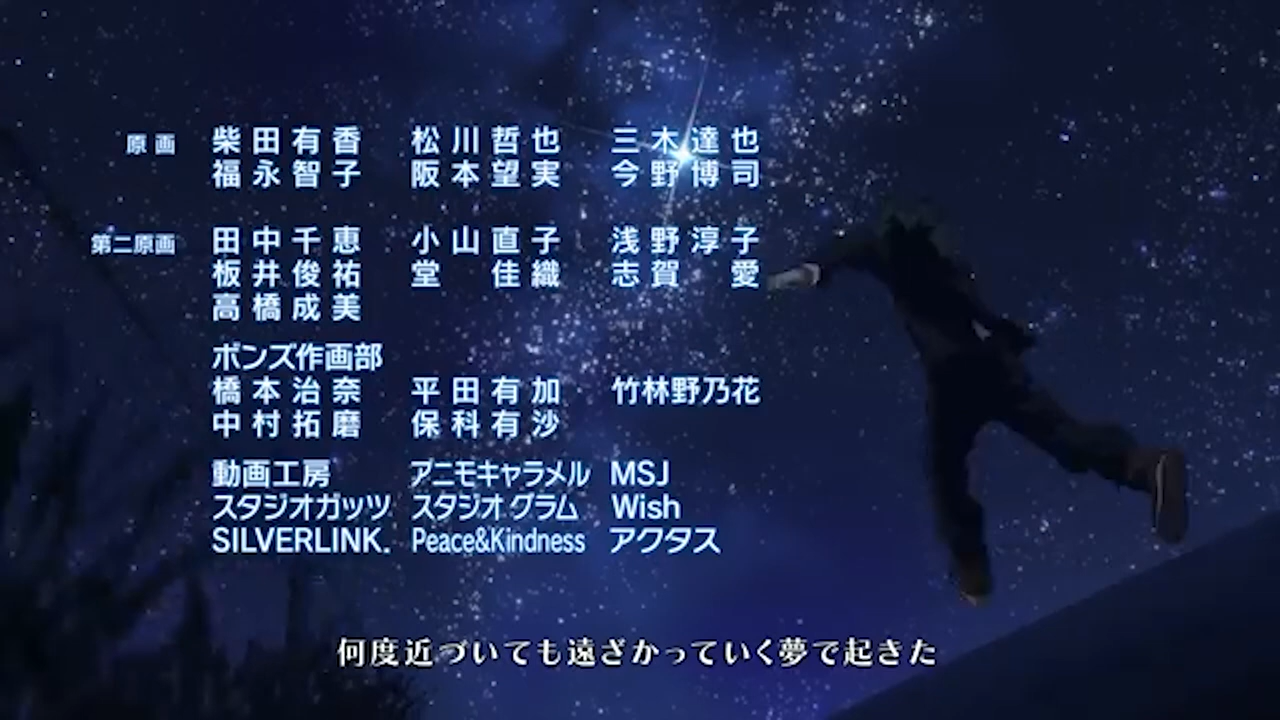 原画 柴田有香 松川哲也 三木達也
福永智子 阪本望実 今野博司
第二原画 田中千恵 小山直子 浅野淳子
板井俊祐 堂 佳織 志賀 愛
高橋成美
ボンズ作画部
橋本治奈 平田有加 竹林野乃花
中村拓磨 保科有沙
動画工房 アニモキャラメル MSJ
スタジオガッツ スタジオグラム Wish
SILVERLINK. Peace&Kindness アクタス
何度近づいても遠ざかっていく夢で起きた